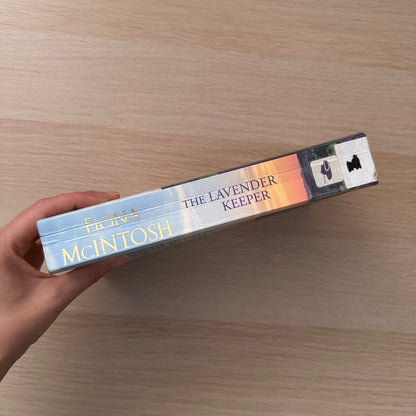 FIONA
McINTOSH
THE LAVENDER
KEEPER